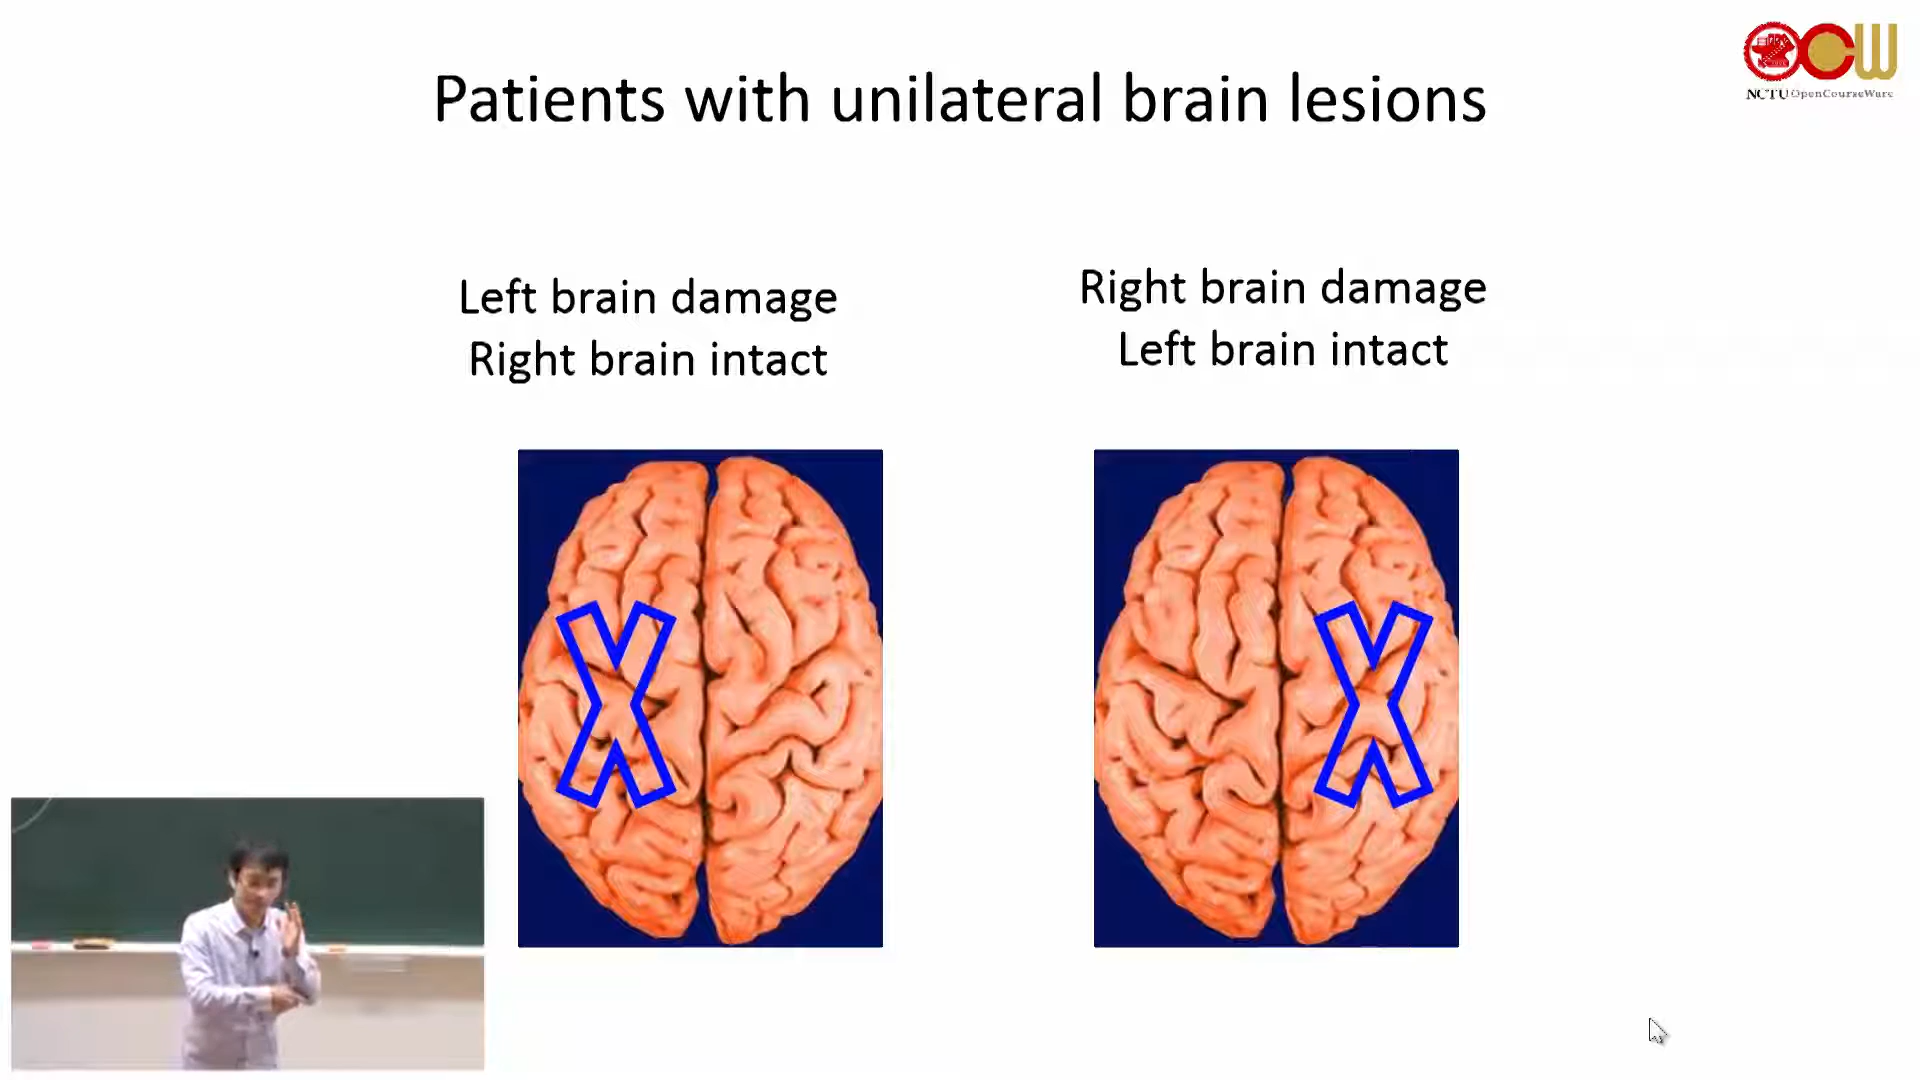 Patients with unilateral brain lesions
NCTU OpenCourseWare
Left brain damage
Right brain intact
Right brain damage
Left brain intact